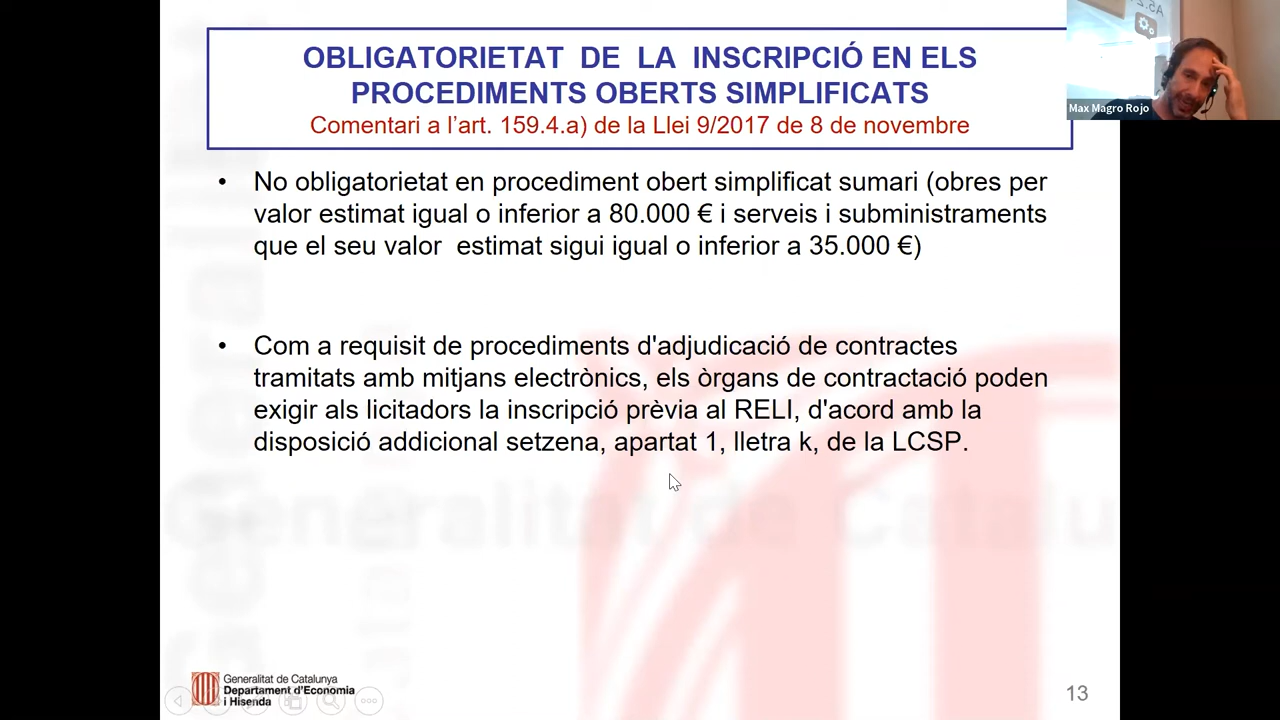 OBLIGATORIETAT DE LA INSCRIPCIÓ EN ELS
PROCEDIMENTS OBERTS SIMPLIFICATS
Comentari a l'art. 159.4.a) de la Llei 9/2017 de 8 de novembre
Max Magro Rojo
• No obligatorietat en procediment obert simplificat sumari (obres per
valor estimat igual o inferior a 80.000 € i serveis i subministraments
que el seu valor estimat sigui igual o inferior a 35.000 €)
• Com a requisit de procediments d'adjudicació de contractes
tramitats amb mitjans electrònics, els òrgans de contractació poden
exigir als licitadors la inscripció prèvia al RELI, d'acord amb la
disposició addicional setzena, apartat 1, lletra k, de la LCSP.
Generalitat de Catalu
Generalitat de Catalunya
Departament d'Economia
i Hisenda
13